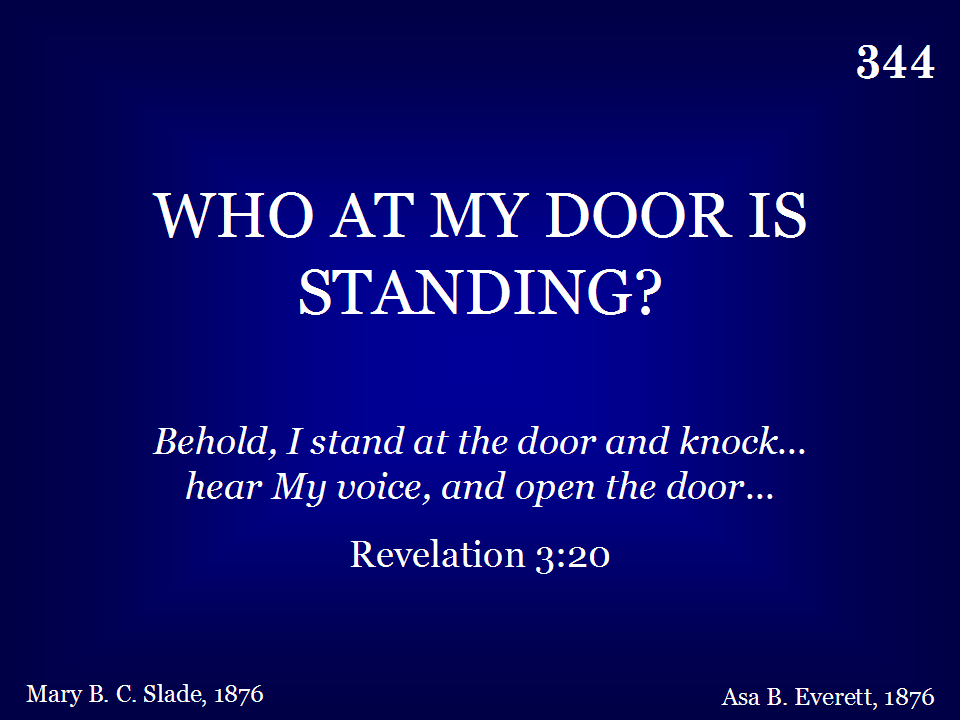 344
WHO AT MY DOOR IS
STANDING?
Behold, I stand at the door and knock...
hear My voice, and open the door...
Revelation 3:20
Mary B. C. Slade, 1876
Asa B. Everett, 1876